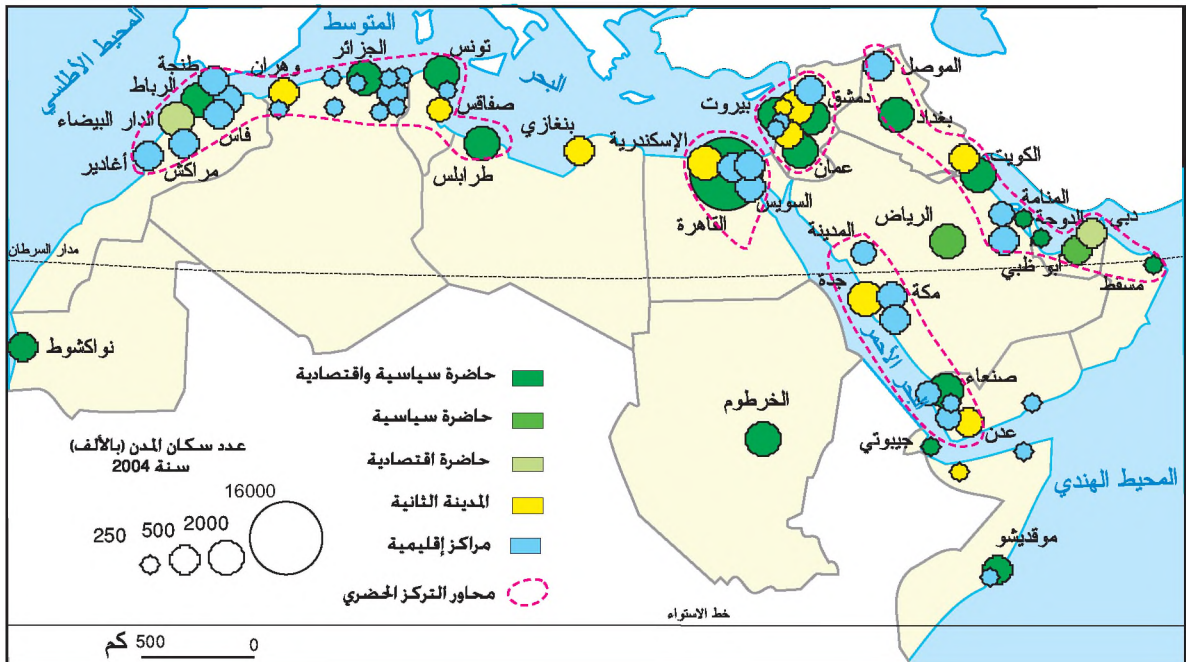 المحيط الأطلسي
البحر
المتوسط
طنجة
الرباط
الدار البيضاء
أغادير
مراكش
فاس
وهران
الجزائر
تونس
صفاقس
طرابلس
بنغازي
الإسكندرية
القاهرة
السويس
بيروت
دمشق
عمان
الموصل
بغداد
الكويت
المنامة
الدوحة
دبي
ابو ظبي
مسقط
الرياض
المدينة
جدة
مكة
البحر الأحمر
صنعاء
عدن
جيبوتي
الخرطوم
موقديشو
نواكشوط
المحيط الهندي
مدار السرطان
خط الاستواء
حاضرة سياسية واقتصادية
حاضرة سياسية
حاضرة اقتصادية
المدينة الثانية
مراكز إقليمية
محاور التركز الحضري
عدد سكان المدن (بالألف)
سنة 2004
16000
2000
500
250
0
500 كم